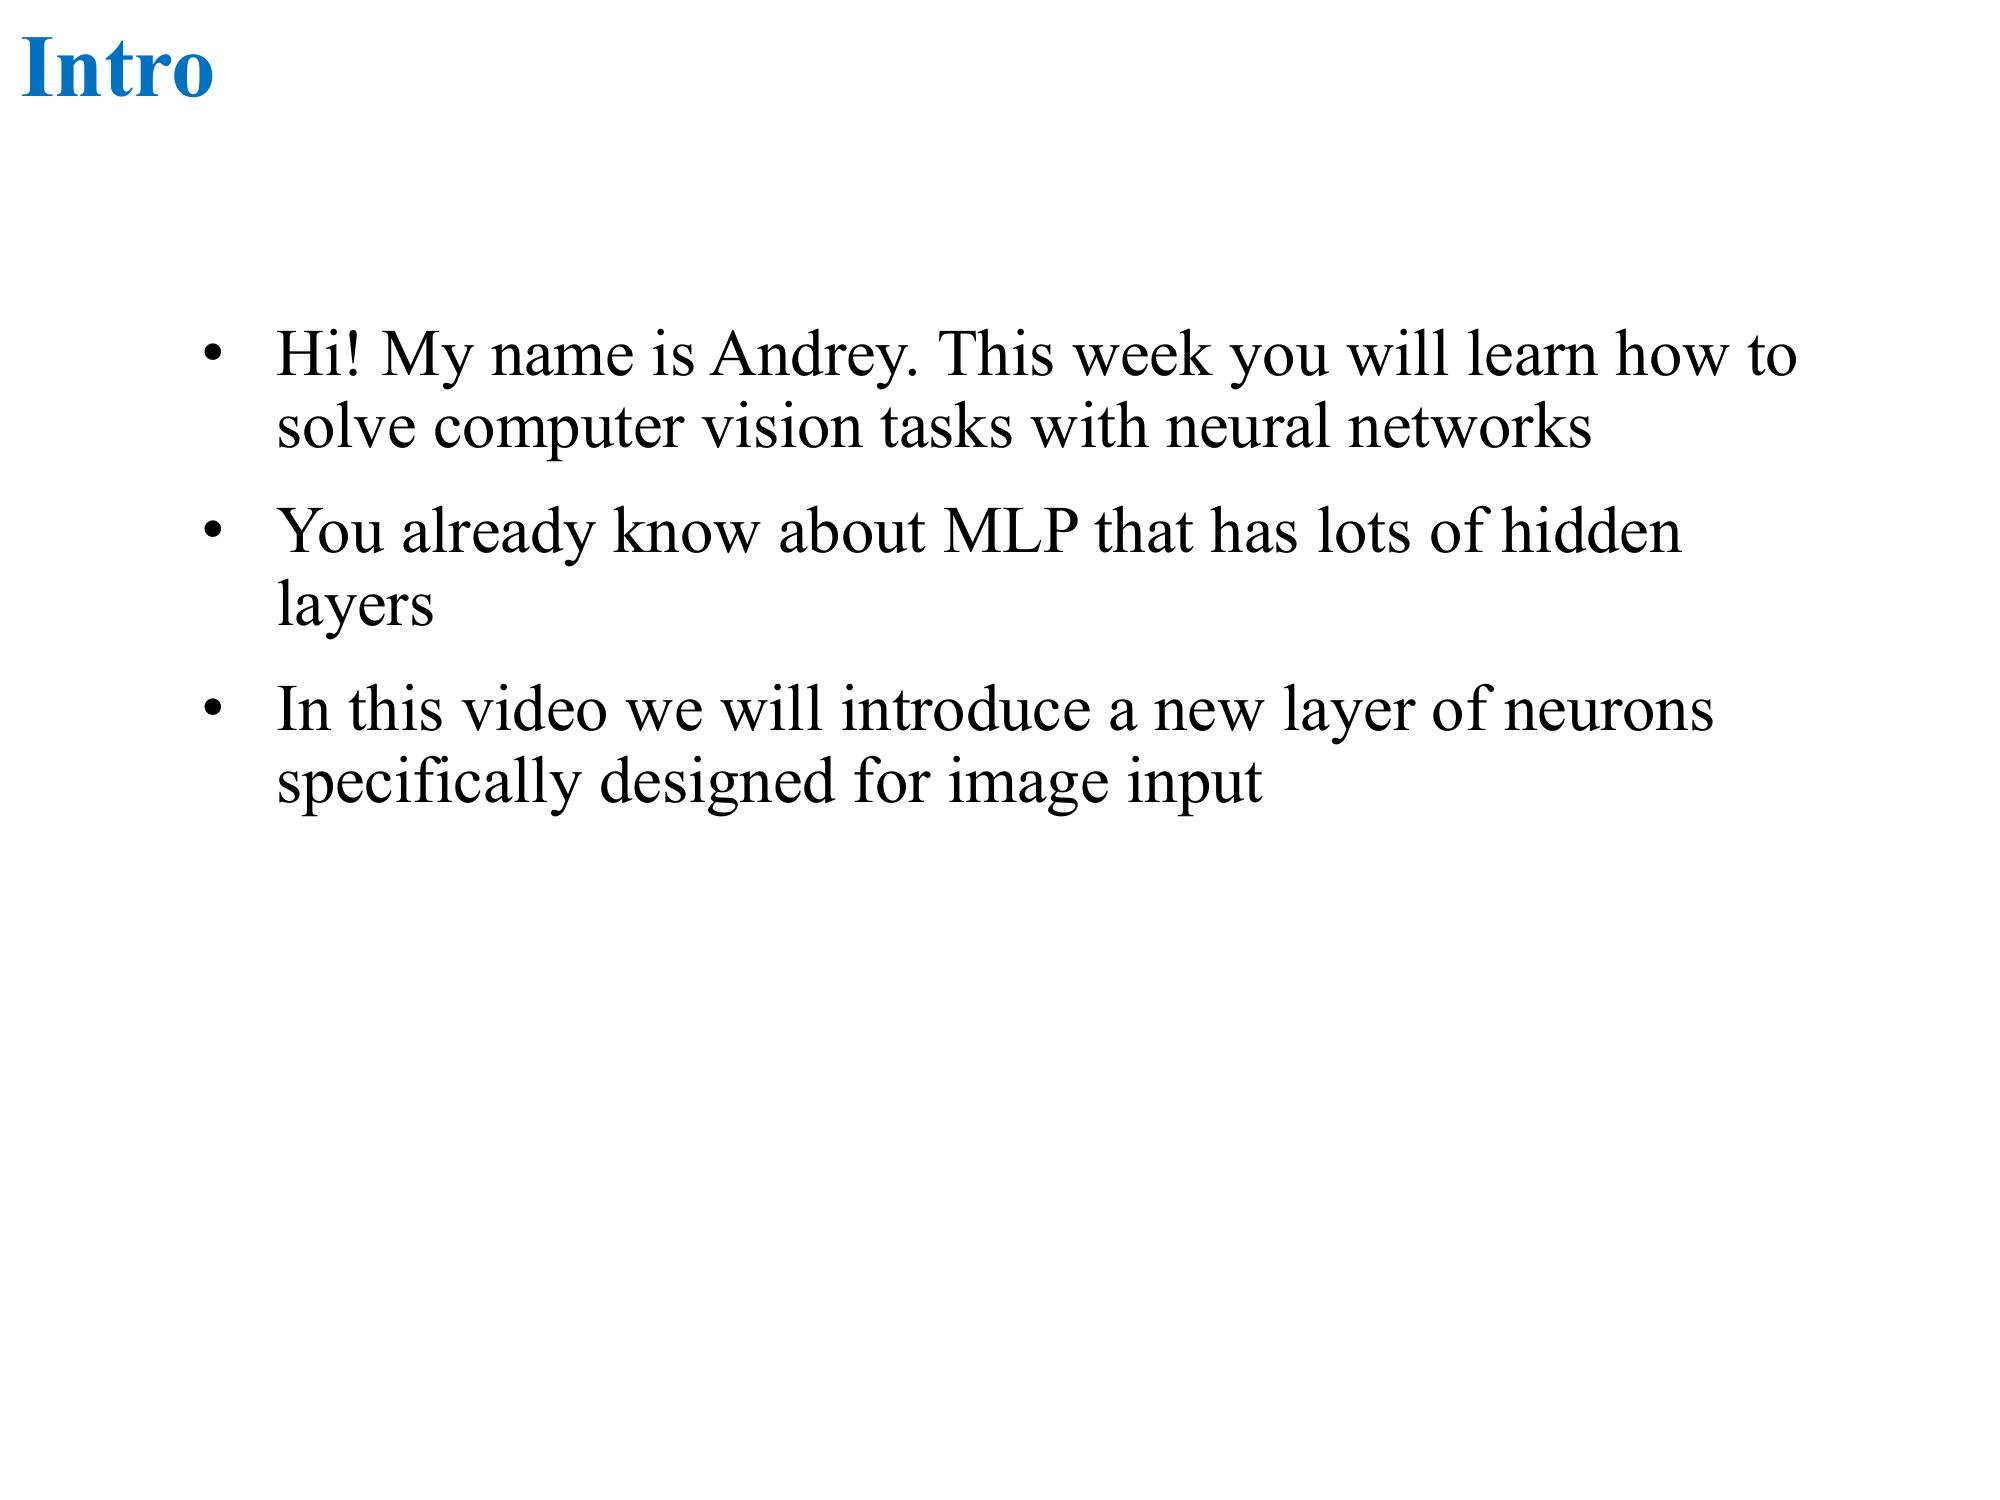 Intro
• Hi! My name is Andrey. This week you will learn how to
solve computer vision tasks with neural networks
• You already know about MLP that has lots of hidden
layers
• In this video we will introduce a new layer of neurons
specifically designed for image input